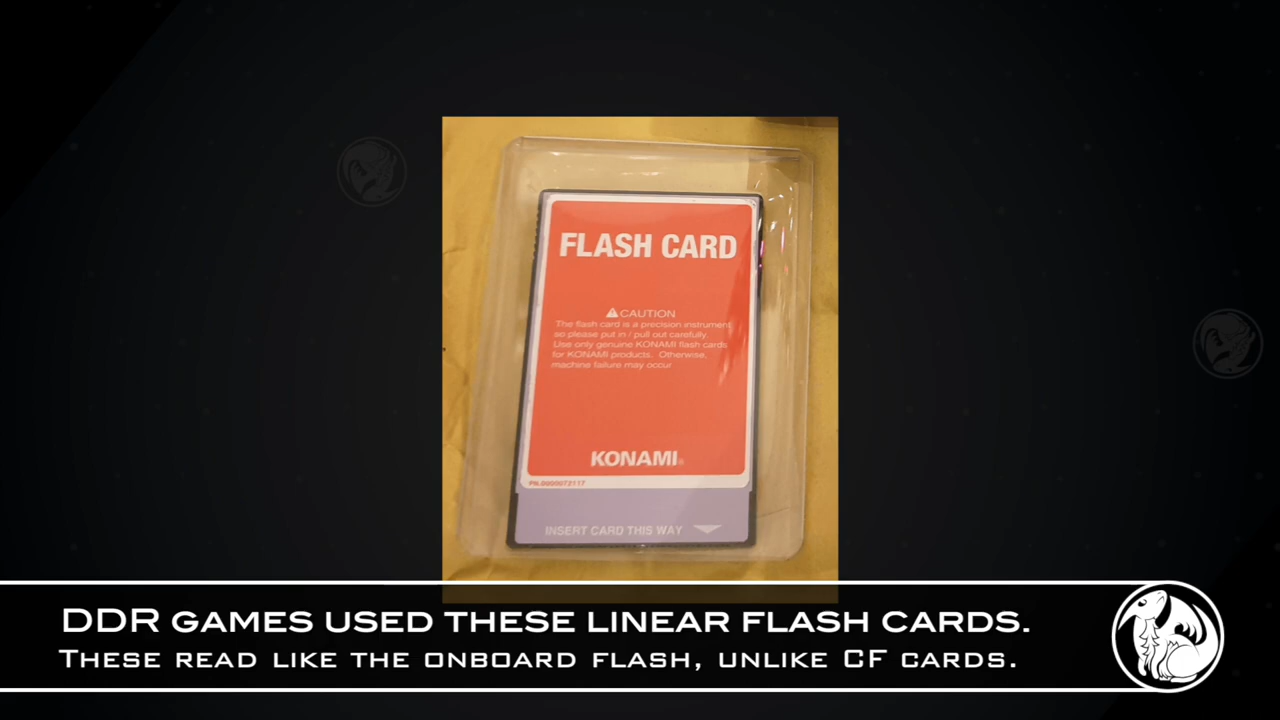 FLASH CARD
⚠CAUTION
The flash card is a precision instrument
so please put in / pull out carefully.
Use only genuine KONAMI flash cards
for KONAMI products. Otherwise,
machine failure may occur
KONAMI®
PN.0000072117
INSERT CARD THIS WAY
DDR GAMES USED THESE LINEAR FLASH CARDS.
THESE READ LIKE THE ONBOARD FLASH, UNLIKE CF CARDS.